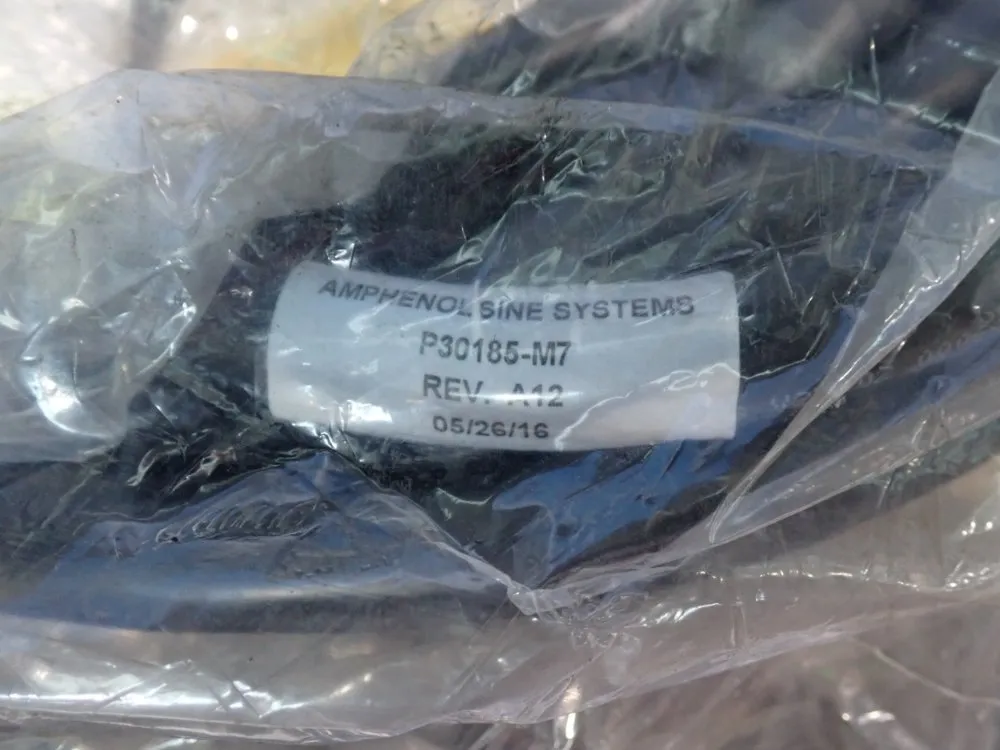 AMPHENOL SINE SYSTEMS
P30185-M7
REV. A12
05/26/16